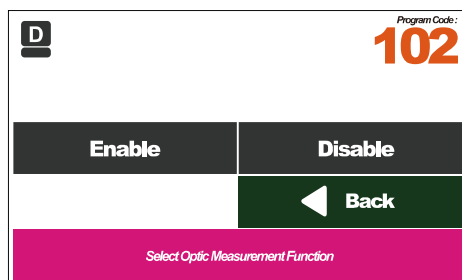 D
Program Code :
102
Enable
Disable
Back
Select Optic Measurement Function